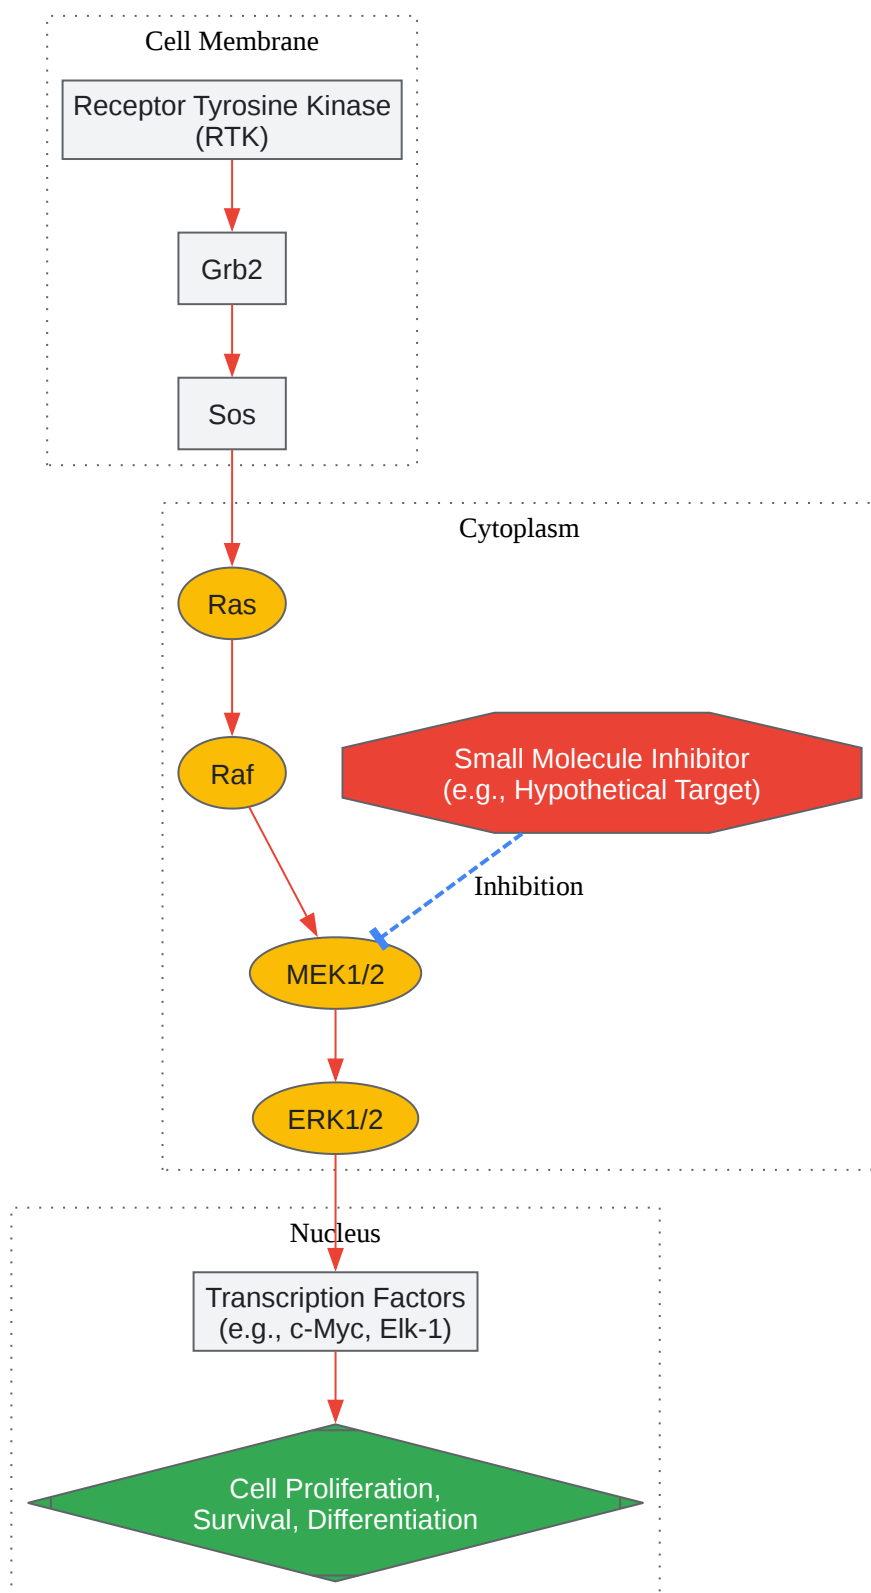 Cell Membrane
Receptor Tyrosine Kinase
(RTK)
Grb2
Sos
Cytoplasm
Ras
Small Molecule Inhibitor
(e.g., Hypothetical Target)
Raf
Inhibition
MEK1/2
ERK1/2
Nucleus
Transcription Factors
(e.g., c-Myc, Elk-1)
Cell Proliferation,
Survival, Differentiation